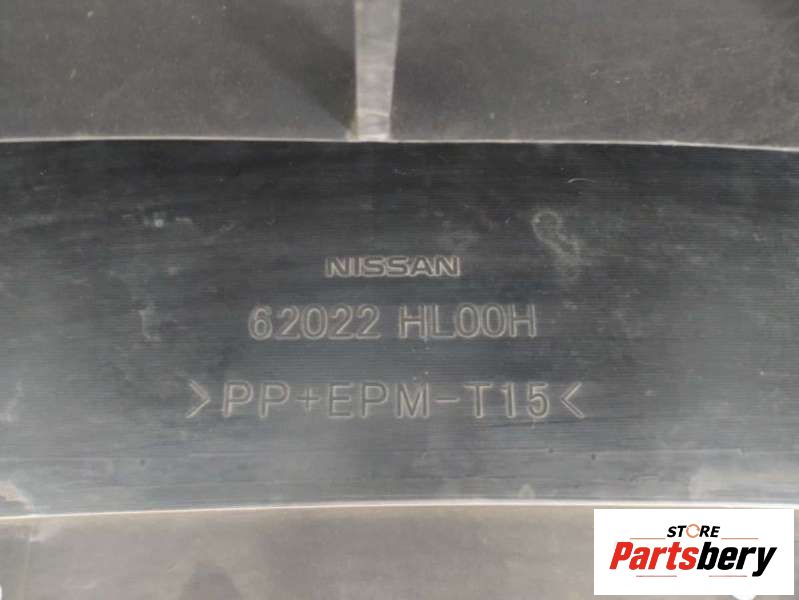 NISSAN
62022 HL00H
>PP+EPM-T15<
STORE
Partsbery